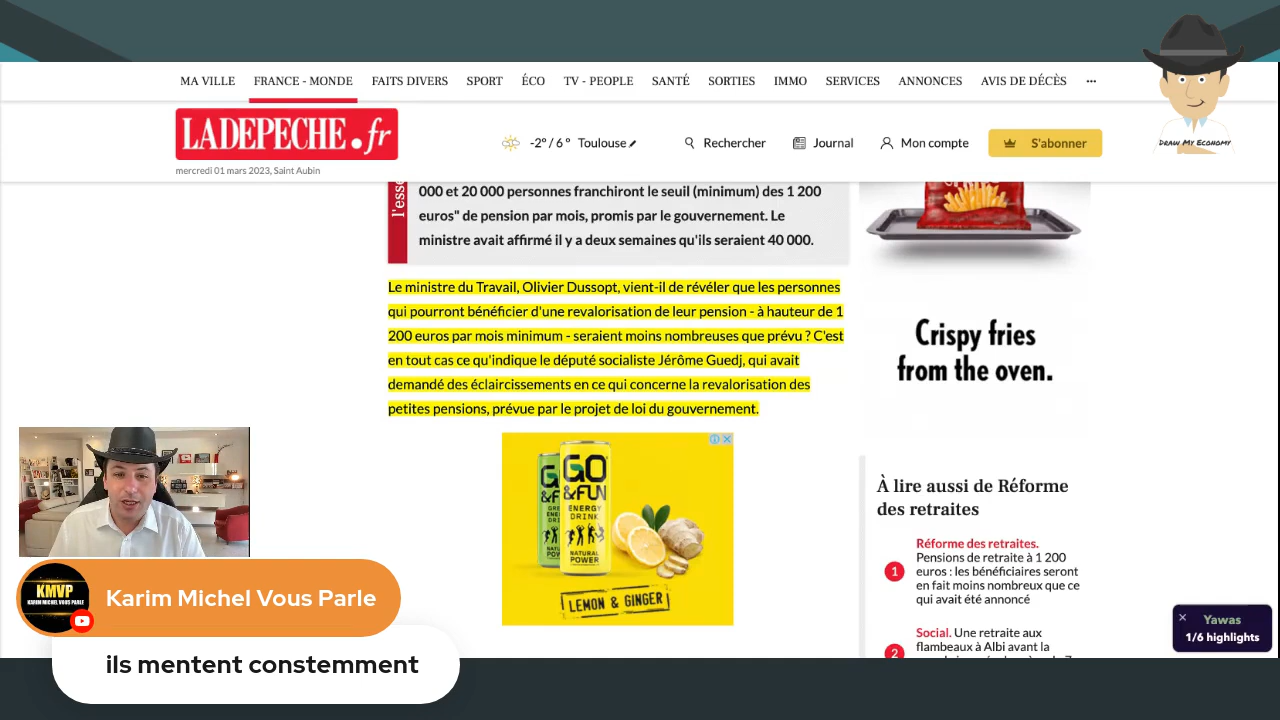 MA VILLE FRANCE - MONDE FAITS DIVERS SPORT ÉCO TV - PEOPLE SANTÉ SORTIES IMMO SERVICES ANNONCES AVIS DE DÉCÈS ...
DRAW MY ECONOMY
LADEPECHE.fr
-2° / 6 ° Toulouse
Rechercher
Journal
Mon compte
S'abonner
mercredi 01 mars 2023, Saint Aubin
l'esse
000 et 20 000 personnes franchiront le seuil (minimum) des 1 200
euros" de pension par mois, promis par le gouvernement. Le
ministre avait affirmé il y a deux semaines qu'ils seraient 40 000.
Le ministre du Travail, Olivier Dussopt, vient-il de révéler que les personnes
qui pourront bénéficier d'une revalorisation de leur pension - à hauteur de 1
200 euros par mois minimum - seraient moins nombreuses que prévu ? C'est
en tout cas ce qu'indique le député socialiste Jérôme Guedj, qui avait
demandé des éclaircissements en ce qui concerne la revalorisation des
petites pensions, prévue par le projet de loi du gouvernement.
Crispy fries
from the oven.
GO
&FUN
ENERGY
DRINK
NATURAL
POWER
LEMON & GINGER
À lire aussi de Réforme
des retraites
1
Réforme des retraites.
Pensions de retraite à 1 200
euros : les bénéficiaires seront
en fait moins nombreux que ce
qui avait été annoncé
2
Social. Une retraite aux
flambeaux à Albi avant la
Yawas
1/6 highlights
KMVP
KARIM MICHEL VOUS PARLE
Karim Michel Vous Parle
ils mentent constemment